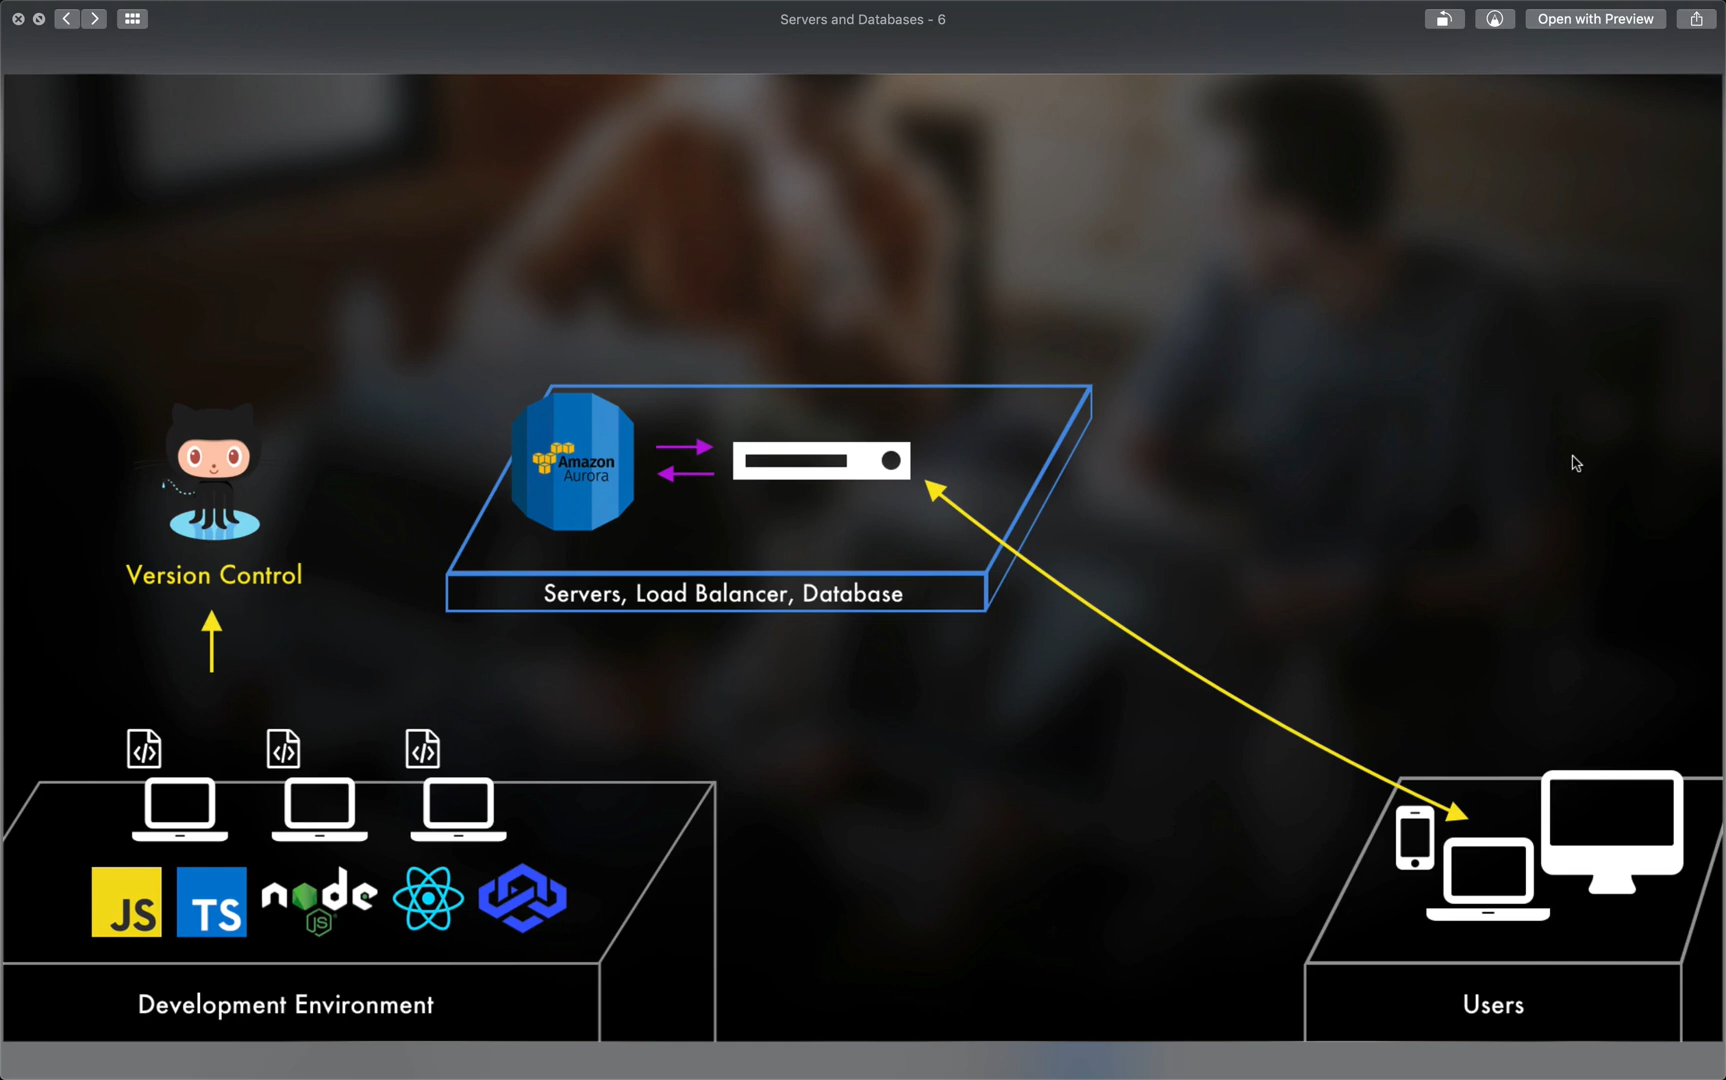 Servers and Databases - 6
Open with Preview
Amazon
Aurora
Version Control
Servers, Load Balancer, Database
JS
TS
node
JS
Development Environment
Users